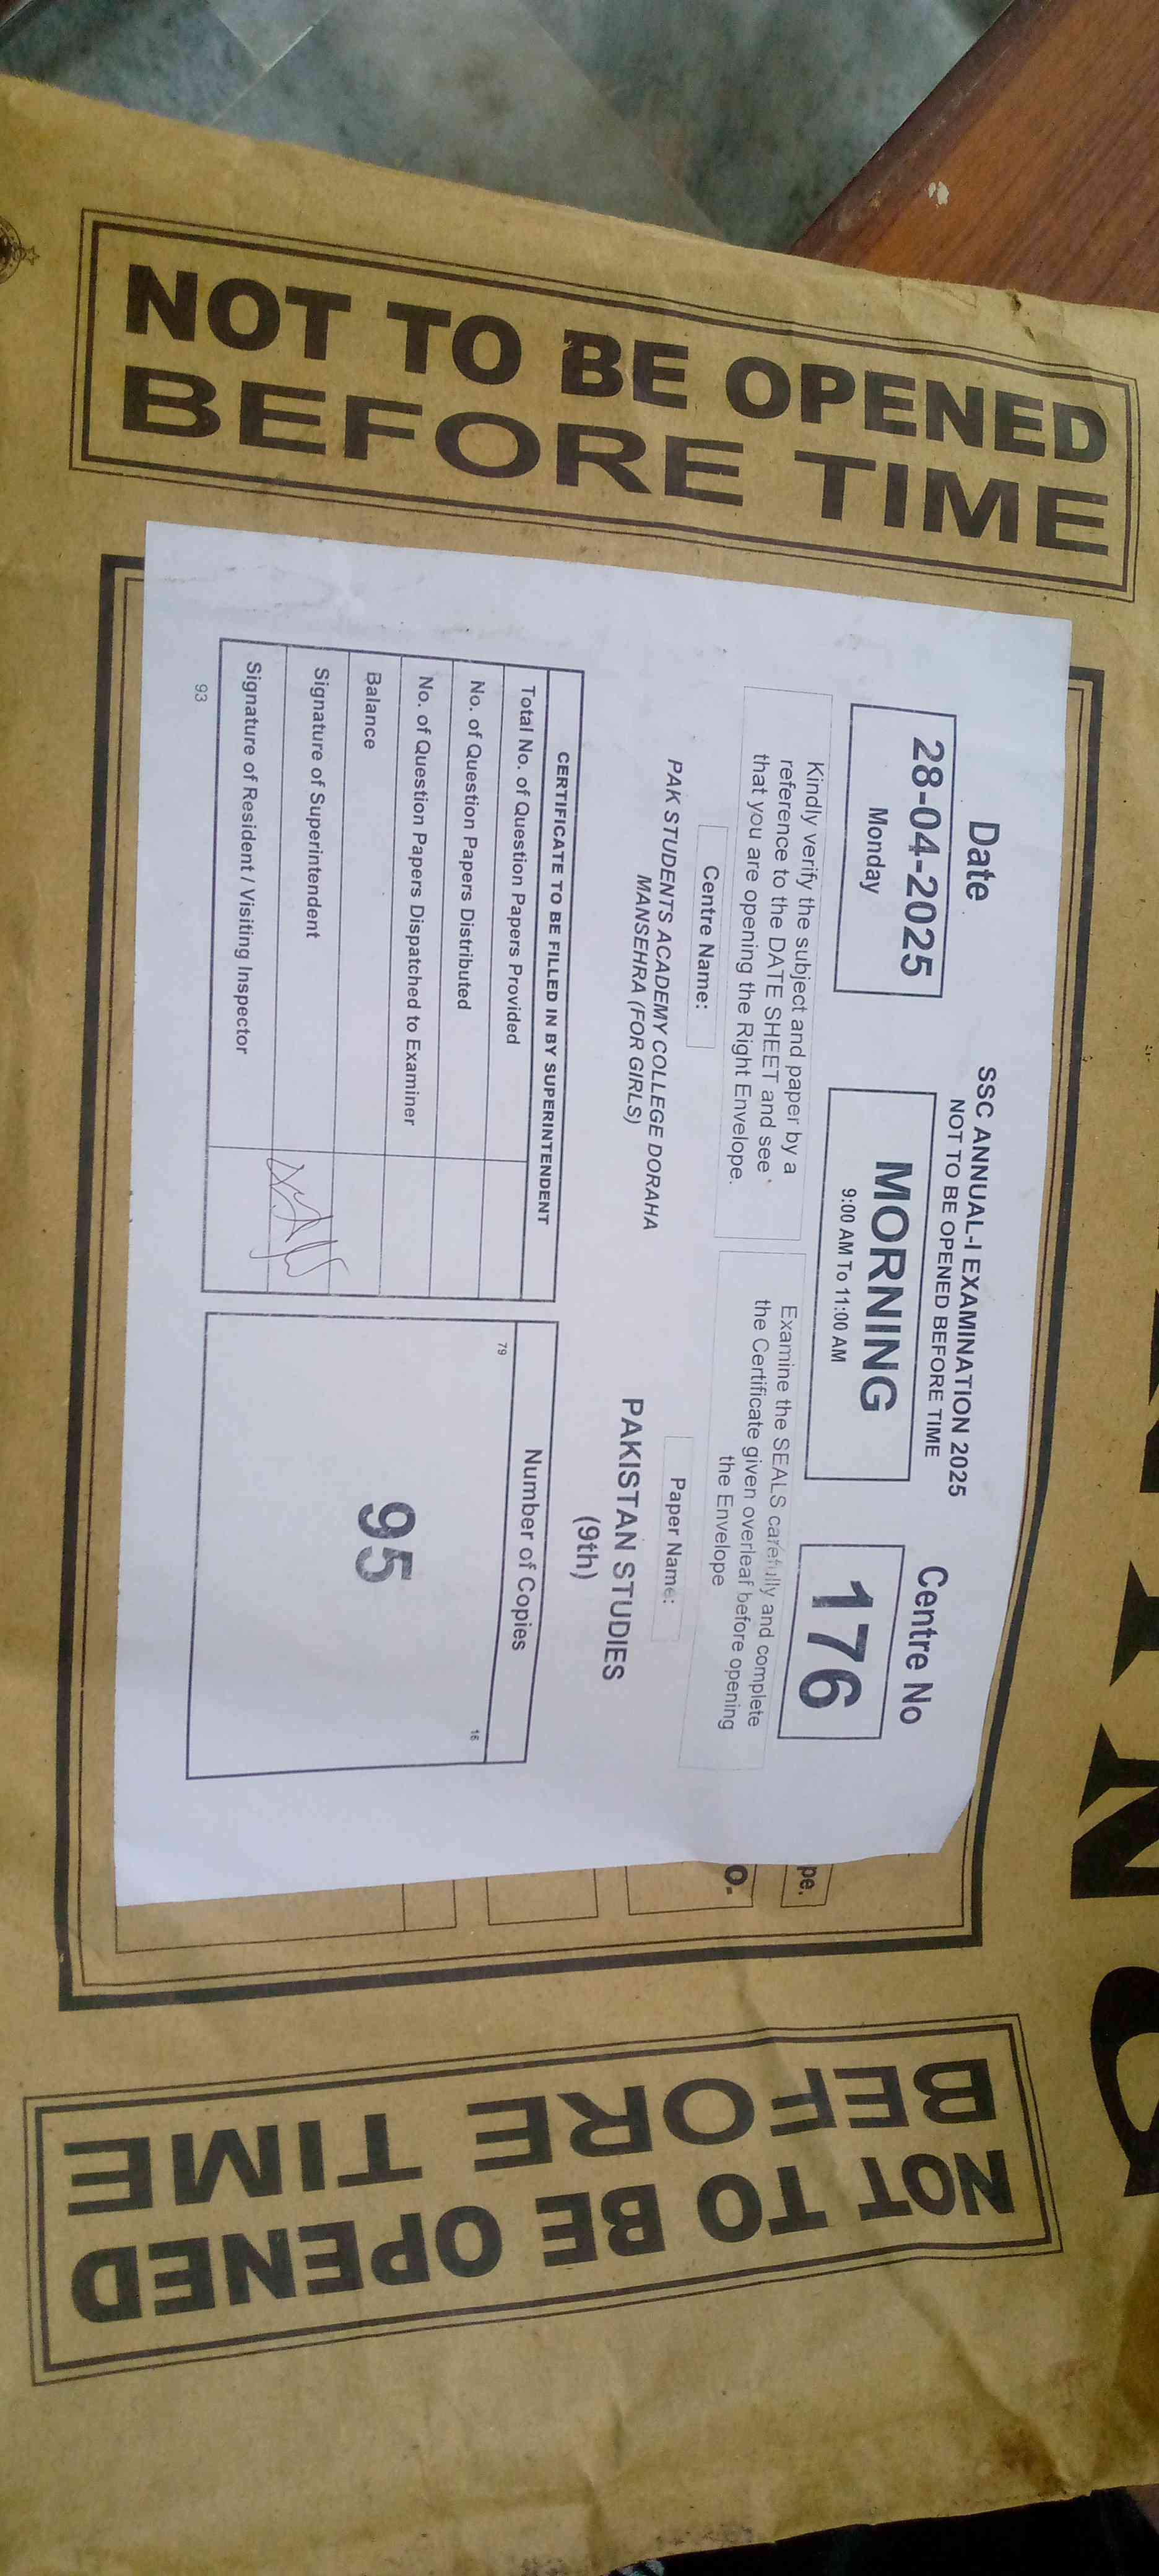 NOT TO BE OPENED
BEFORE TIME
SSC ANNUAL-I EXAMINATION 2025
NOT TO BE OPENED BEFORE TIME
Date
28-04-2025
Monday
MORNING
9:00 AM To 11:00 AM
Centre No
176
Kindly verify the subject and paper by a
reference to the DATE SHEET and see
that you are opening the Right Envelope.
Examine the SEALS carefully and complete
the Certificate given overleaf before opening
the Envelope
Centre Name:
PAK STUDENTS ACADEMY COLLEGE DORAHA
MANSEHRA (FOR GIRLS)
Paper Name:
PAKISTAN STUDIES
(9th)
CERTIFICATE TO BE FILLED IN BY SUPERINTENDENT
Total No. of Question Papers Provided
No. of Question Papers Distributed
No. of Question Papers Dispatched to Examiner
Balance
Signature of Superintendent
Signature of Resident / Visiting Inspector
93
Number of Copies
79
16
95
pe.
o.
NOT TO BE OPENED
BEFORE TIME